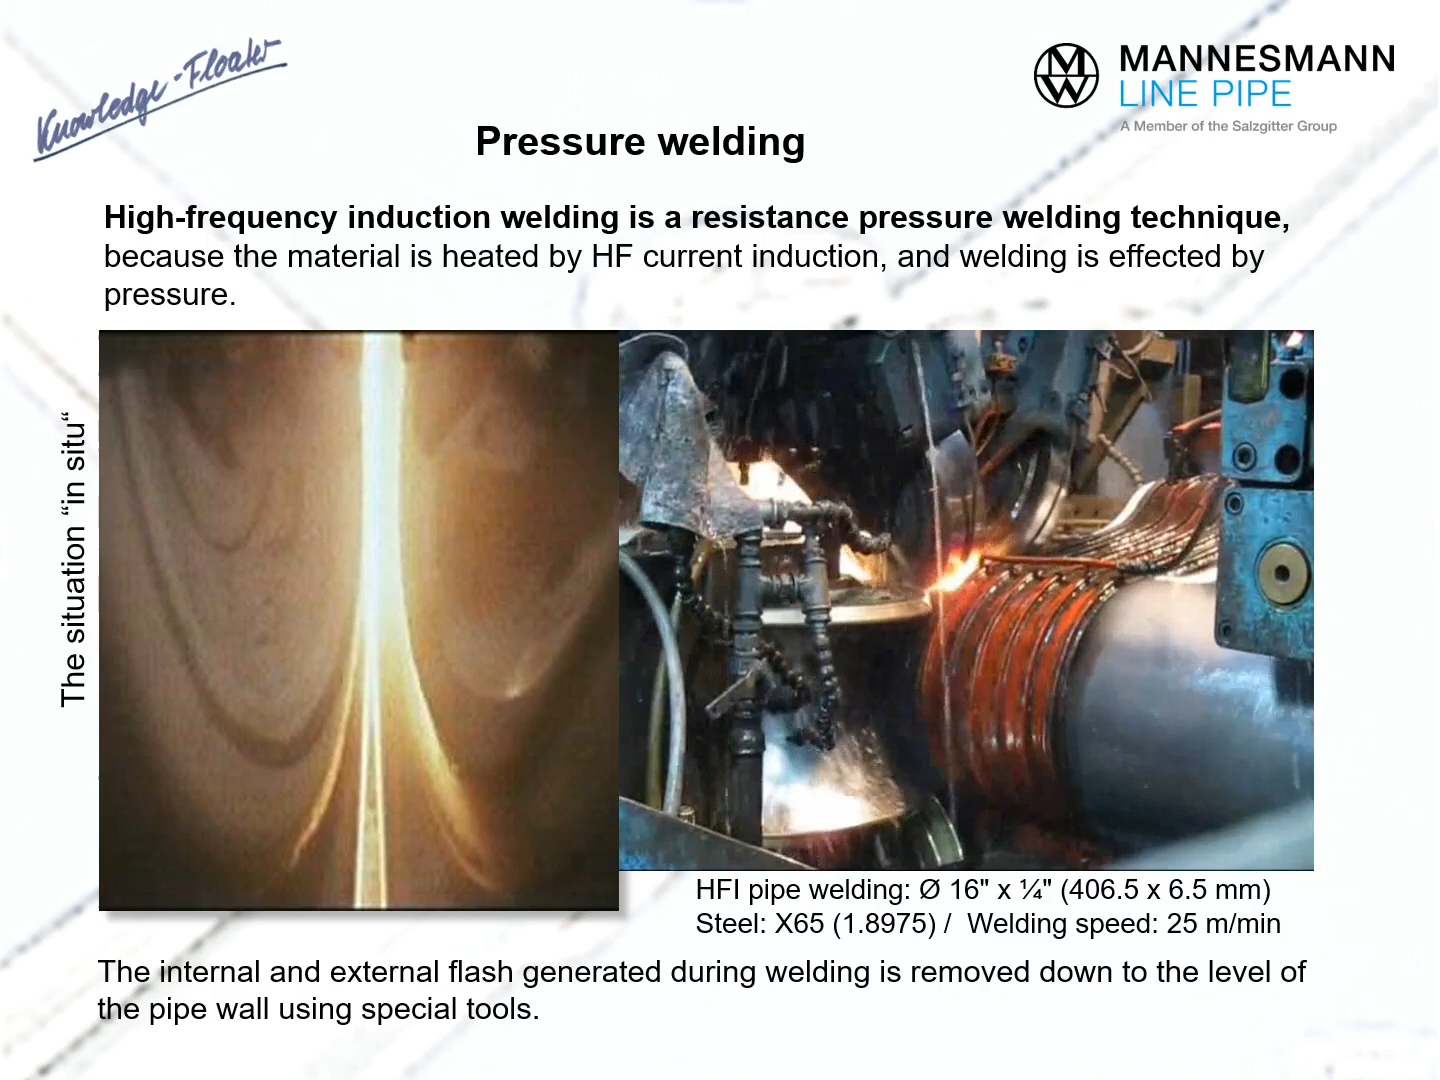 Knowledge-Floater
MANNESMANN
LINE PIPE
A Member of the Salzgitter Group
Pressure welding
High-frequency induction welding is a resistance pressure welding technique,
because the material is heated by HF current induction, and welding is effected by
pressure.
The situation “in situ“
HFI pipe welding: Ø 16" x ¼" (406.5 x 6.5 mm)
Steel: X65 (1.8975) /  Welding speed: 25 m/min
The internal and external flash generated during welding is removed down to the level of
the pipe wall using special tools.